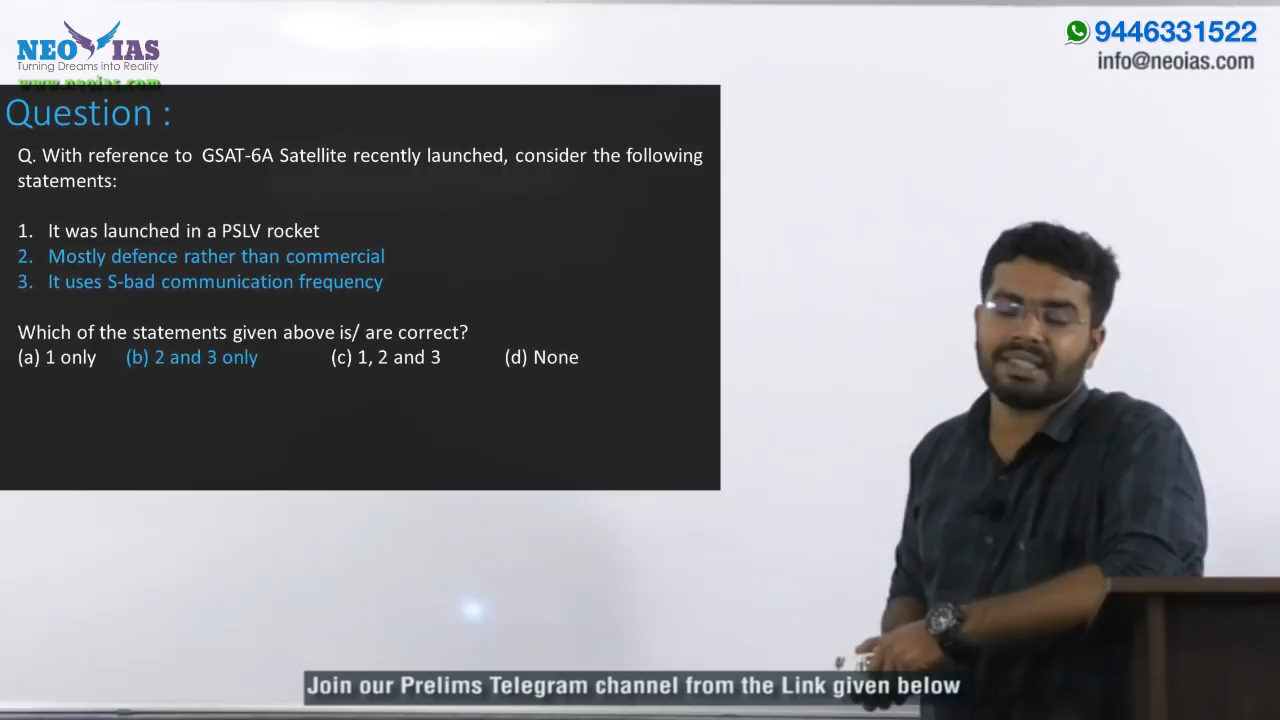 NEO IAS
Turning Dreams into Reality
www.neoias.com
9446331522
info@neoias.com
Question :
Q. With reference to GSAT-6A Satellite recently launched, consider the following
statements:
1. It was launched in a PSLV rocket
2. Mostly defence rather than commercial
3. It uses S-bad communication frequency
Which of the statements given above is/ are correct?
(a) 1 only (b) 2 and 3 only (c) 1, 2 and 3 (d) None
Join our Prelims Telegram channel from the Link given below